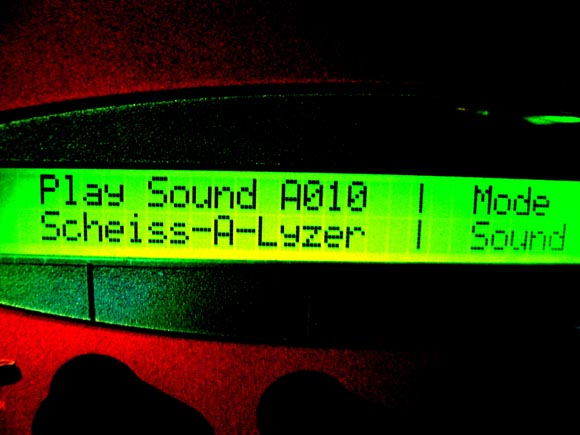 Play Sound A010 | Mode
Scheiss-A-Lyzer | Sound